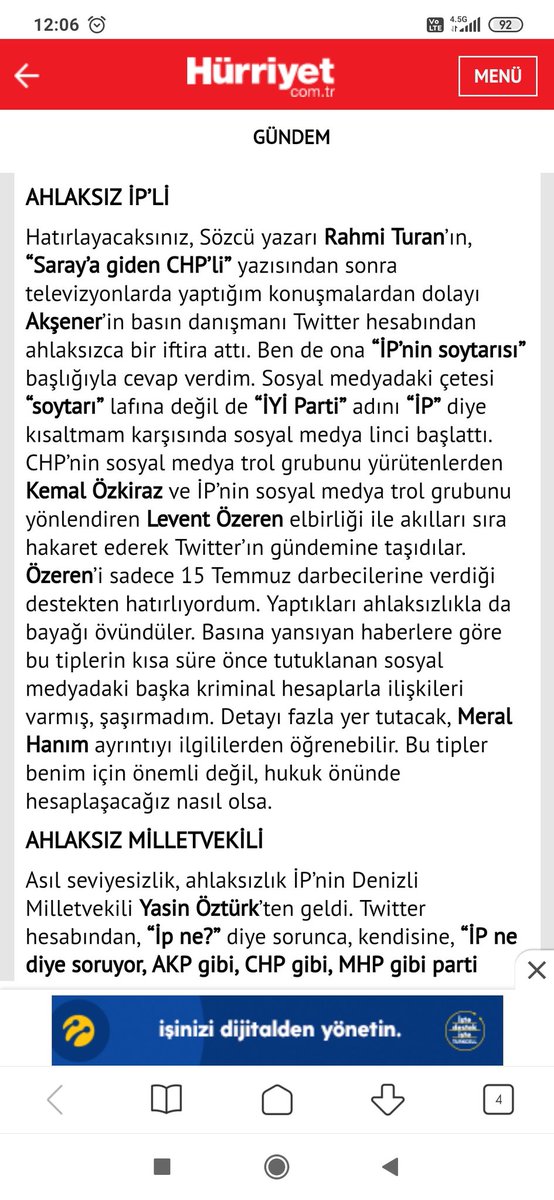 12:06
Vo LTE 4.5G 92
Hürriyet
com.tr
MENÜ
GÜNDEM
AHLAKSIZ İP’Lİ
Hatırlayacaksınız, Sözcü yazarı Rahmi Turan’ın,
“Saray’a giden CHP’li” yazısından sonra
televizyonlarda yaptığım konuşmalardan dolayı
Akşener’in basın danışmanı Twitter hesabından
ahlaksızca bir iftira attı. Ben de ona “İP’nin soytarısı”
başlığıyla cevap verdim. Sosyal medyadaki çetesi
“soytarı” lafına değil de “İYİ Parti” adını “İP” diye
kısaltmam karşısında sosyal medya linci başlattı.
CHP’nin sosyal medya trol grubunu yürütenlerden
Kemal Özkiraz ve İP’nin sosyal medya trol grubunu
yönlendiren Levent Özeren elbirliği ile akılları sıra
hakaret ederek Twitter’ın gündemine taşıdılar.
Özeren’i sadece 15 Temmuz darbecilerine verdiği
destekten hatırlıyordum. Yaptıkları ahlaksızlıkla da
bayağı övündüler. Basına yansıyan haberlere göre
bu tiplerin kısa süre önce tutuklanan sosyal
medyadaki başka kriminal hesaplarla ilişkileri
varmış, şaşırmadım. Detayı fazla yer tutacak, Meral
Hanım ayrıntıyı ilgililerden öğrenebilir. Bu tipler
benim için önemli değil, hukuk önünde
hesaplaşacağız nasıl olsa.
AHLAKSIZ MİLLETVEKİLİ
Asıl seviyesizlik, ahlaksızlık İP’nin Denizli
Milletvekili Yasin Öztürk’ten geldi. Twitter
hesabından, “İp ne?” diye sorunca, kendisine, “İP ne
diye soruyor, AKP gibi, CHP gibi, MHP gibi parti
işinizi dijitalden yönetin.
işte
destek
işte
TURKCELL
4